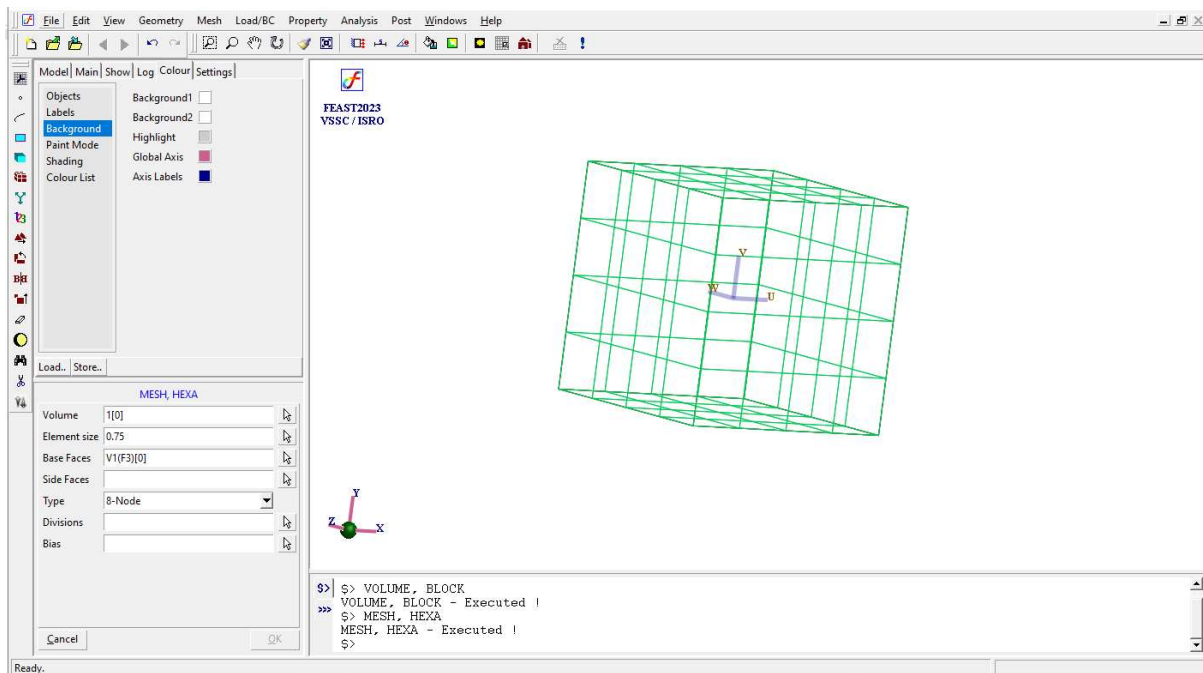 File Edit View Geometry Mesh Load/BC Property Analysis Post Windows Help
Model Main Show Log Colour Settings
Objects
Labels
Background
Paint Mode
Shading
Colour List
Background1
Background2
Highlight
Global Axis
Axis Labels
Load.. Store..
MESH, HEXA
Volume 1[0]
Element size 0.75
Base Faces V1(F3)[0]
Side Faces
Type 8-Node
Divisions
Bias
Cancel OK
FEAST2023
VSSC / ISRO
V
W
U
Y
Z
X
$> $> VOLUME, BLOCK
>>> VOLUME, BLOCK - Executed !
$> MESH, HEXA
MESH, HEXA - Executed !
$>
Ready.